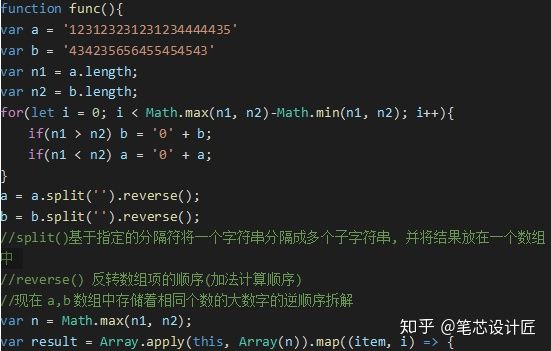 function func(){
var a = '123123231231234444435'
var b = '434235656455454543'
var n1 = a.length;
var n2 = b.length;
for(let i = 0; i < Math.max(n1, n2)-Math.min(n1, n2); i++){
if(n1 > n2) b = '0' + b;
if(n1 < n2) a = '0' + a;
}
a = a.split('').reverse();
b = b.split('').reverse();
//split()基于指定的分隔符将一个字符串分隔成多个子字符串, 并将结果放在一个数组
中
//reverse() 反转数组项的顺序(加法计算顺序)
//现在 a,b 数组中存储着相同个数的大数字的逆顺序拆解
var n = Math.max(n1, n2);
var result = Array.apply(this, Array(n)).map((item, i) => {
知乎 @笔芯设计匠